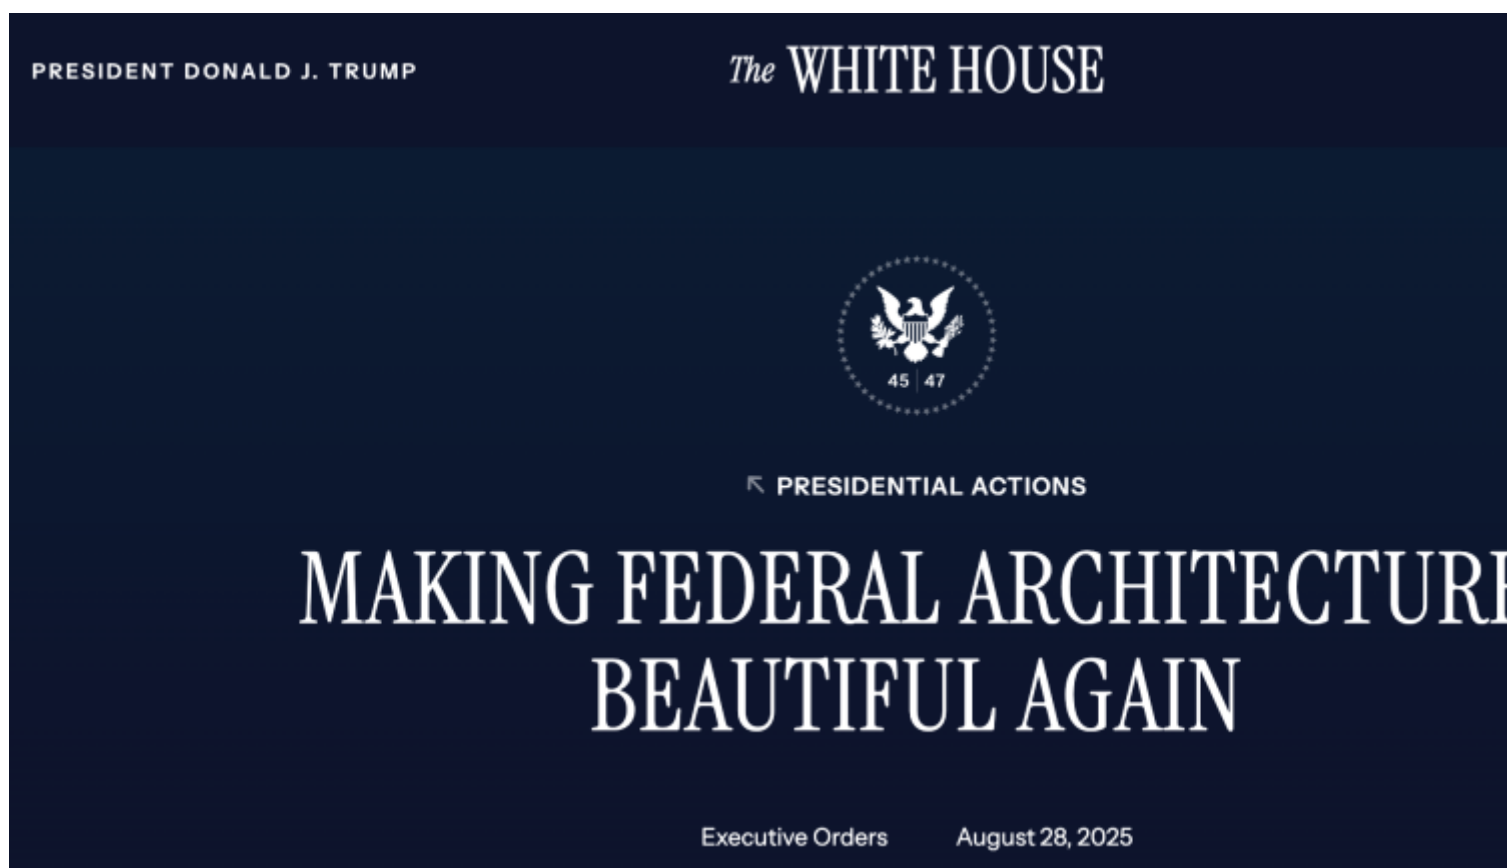 PRESIDENT DONALD J. TRUMP
The WHITE HOUSE
45 | 47
PRESIDENTIAL ACTIONS
MAKING FEDERAL ARCHITECTURE
BEAUTIFUL AGAIN
Executive Orders August 28, 2025